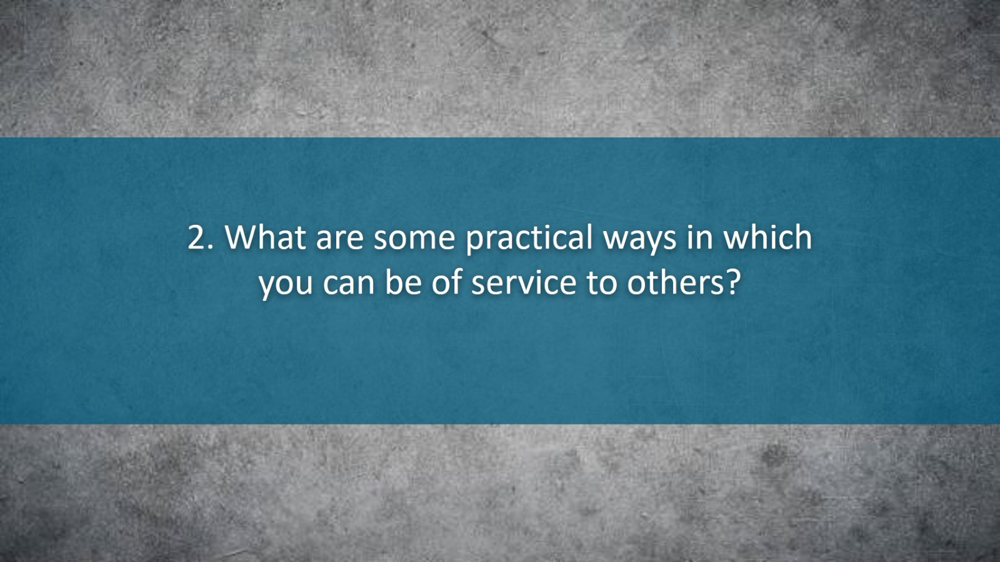 2. What are some practical ways in which
you can be of service to others?